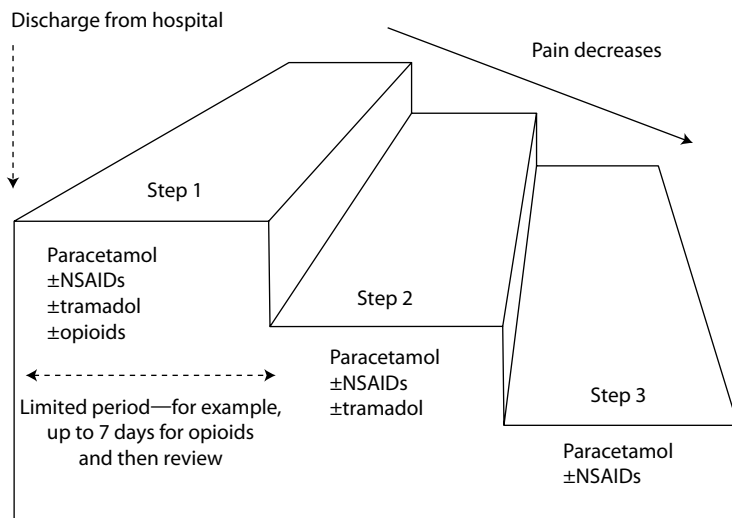 Discharge from hospital
Pain decreases
Step 1
Paracetamol
±NSAIDs
±tramadol
±opioids
Limited period—for example,
up to 7 days for opioids
and then review
Step 2
Paracetamol
±NSAIDs
±tramadol
Step 3
Paracetamol
±NSAIDs